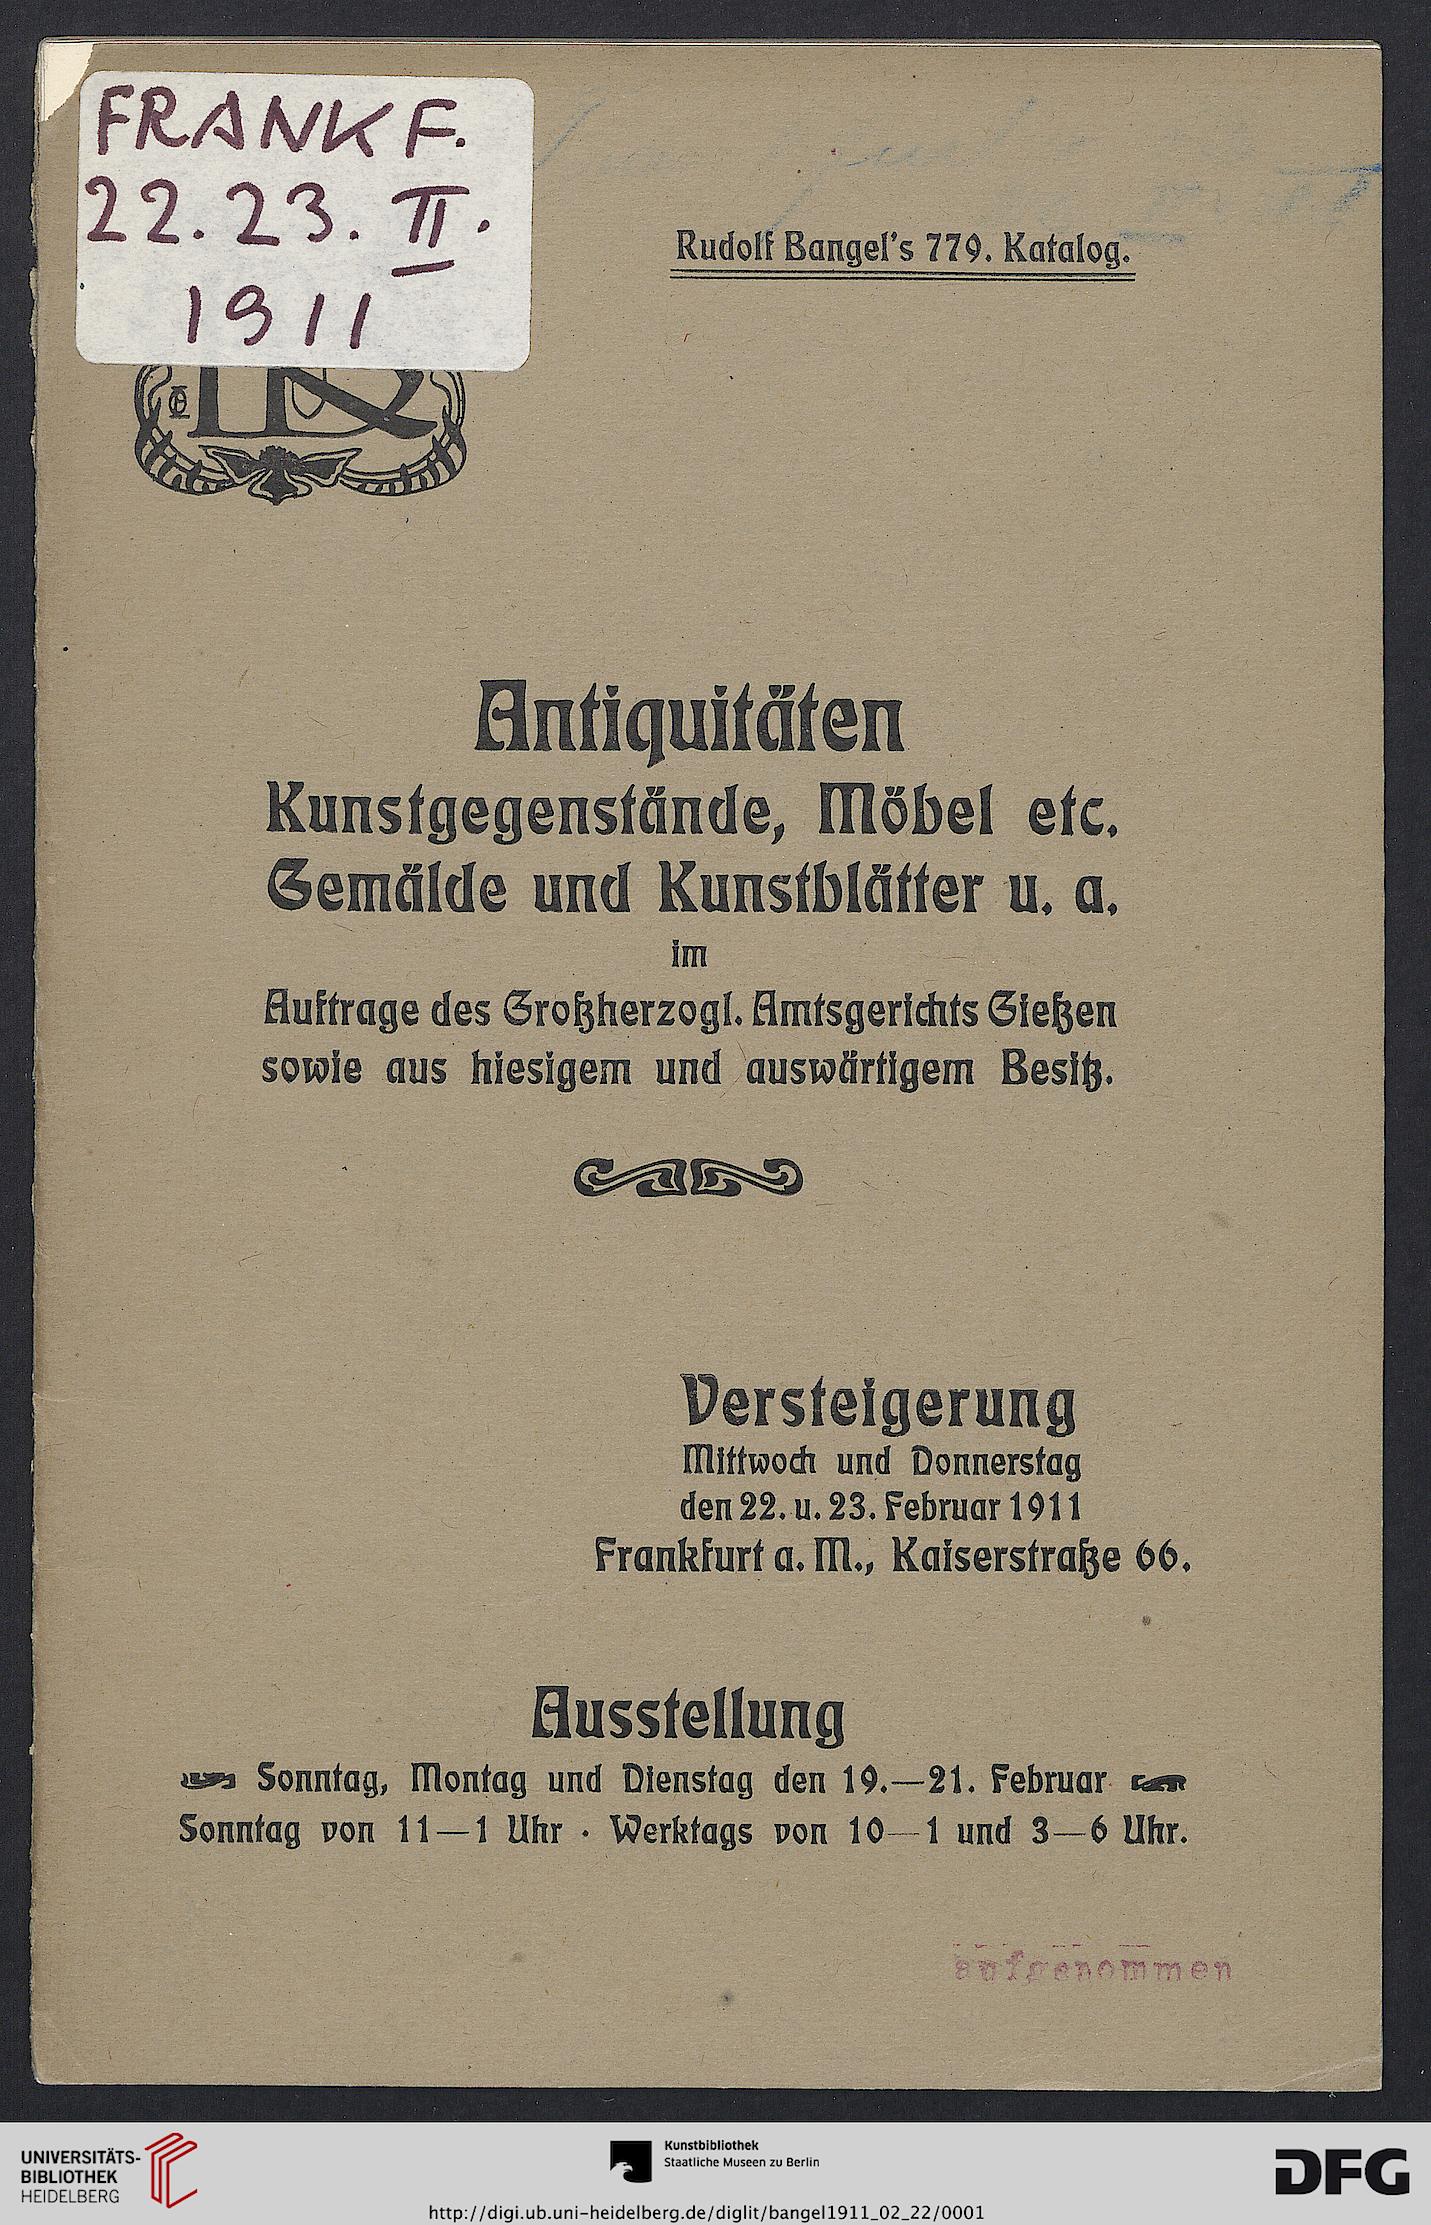 FRANKF.
22.23.II.
1911
Rudolf Bangel's 779. Katalog.
Antiquitäten
Kunstgegenstände, Möbel etc.
Gemälde und Kunstblätter u. a.
im
Auftrage des Großherzogl. Amtsgerichts Gießen
sowie aus hiesigem und auswärtigem Besitz.
Versteigerung
Mittwoch und Donnerstag
den 22. u. 23. Februar 1911
Frankfurt a. M., Kaiserstraße 66.
Ausstellung
Sonntag, Montag und Dienstag den 19.—21. Februar
Sonntag von 11—1 Uhr · Werktags von 10—1 und 3—6 Uhr.
aufgenommen
UNIVERSITÄTS-
BIBLIOTHEK
HEIDELBERG
Kunstbibliothek
Staatliche Museen zu Berlin
DFG
http://digi.ub.uni-heidelberg.de/diglit/bangel1911_02_22/0001